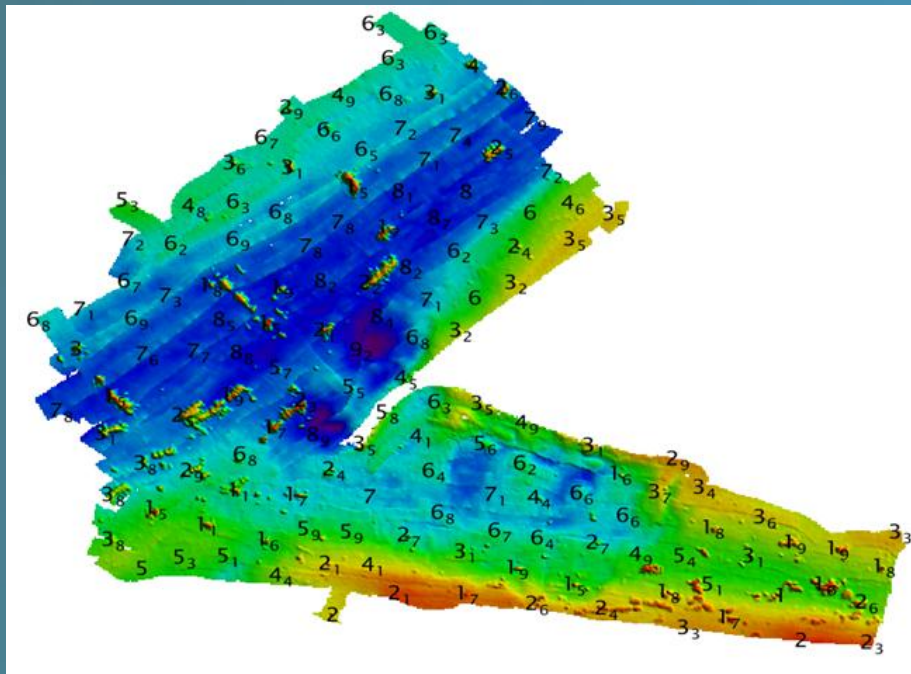 6₃ 6₃
6₃ 4
6₈ 3₁ 2₆
2₉ 4₉ 7₉
6₇ 6₆ 7₂ 7₄
6₅ 7₁ 2₅
3₆ 3₁ 7₂
8₁ 8
5₃ 4₈ 6₃ 6₈ 7₈ 8₇ 7₃ 6 4₆ 3₅
7₂ 6₂ 6₉ 7₈ 6₂ 2₄ 3₅
6₇ 7₃ 8₂ 8₂ 3₂
7₁ 7₁ 6
6₈ 6₉ 8₅ 6₈ 3₂
7₆ 7₇ 8₈ 9₂
5₇ 5₅ 4₅
7₈ 5₈ 6₃ 3₅
3₁ 3₅ 4₁ 5₆ 4₉ 3₁
3₈ 2₉ 6₈ 2₄ 6₄ 6₂ 1₆ 2₉
3₈ 1₁ 1₇ 7 7₁ 4₄ 6₆ 3₇ 3₄
1₅ 1₁ 6₈ 6₆ 3₆
3₈ 1₆ 5₉ 5₉ 2₇ 6₇ 6₄ 2₇ 1₈ 1₉ 3₃
5 5₃ 5₁ 4₄ 2₁ 4₁ 3₁ 1₉ 4₉ 5₄ 3₁ 1₉ 1₈
2₁ 1₇ 1₅ 1₈ 5₁ 1
2 2₆ 2₄ 1₇ 2₆
3₃ 2 2₃